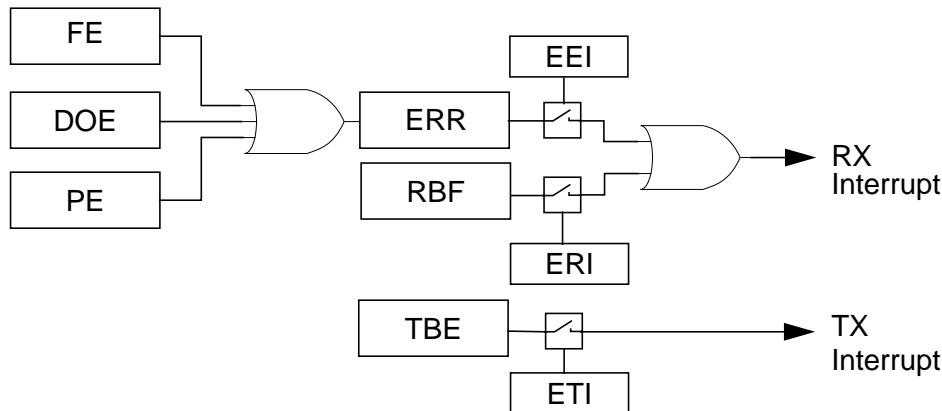 FE
EEI
DOE
ERR
RX
Interrupt
PE
RBF
ERI
TBE
TX
Interrupt
ETI